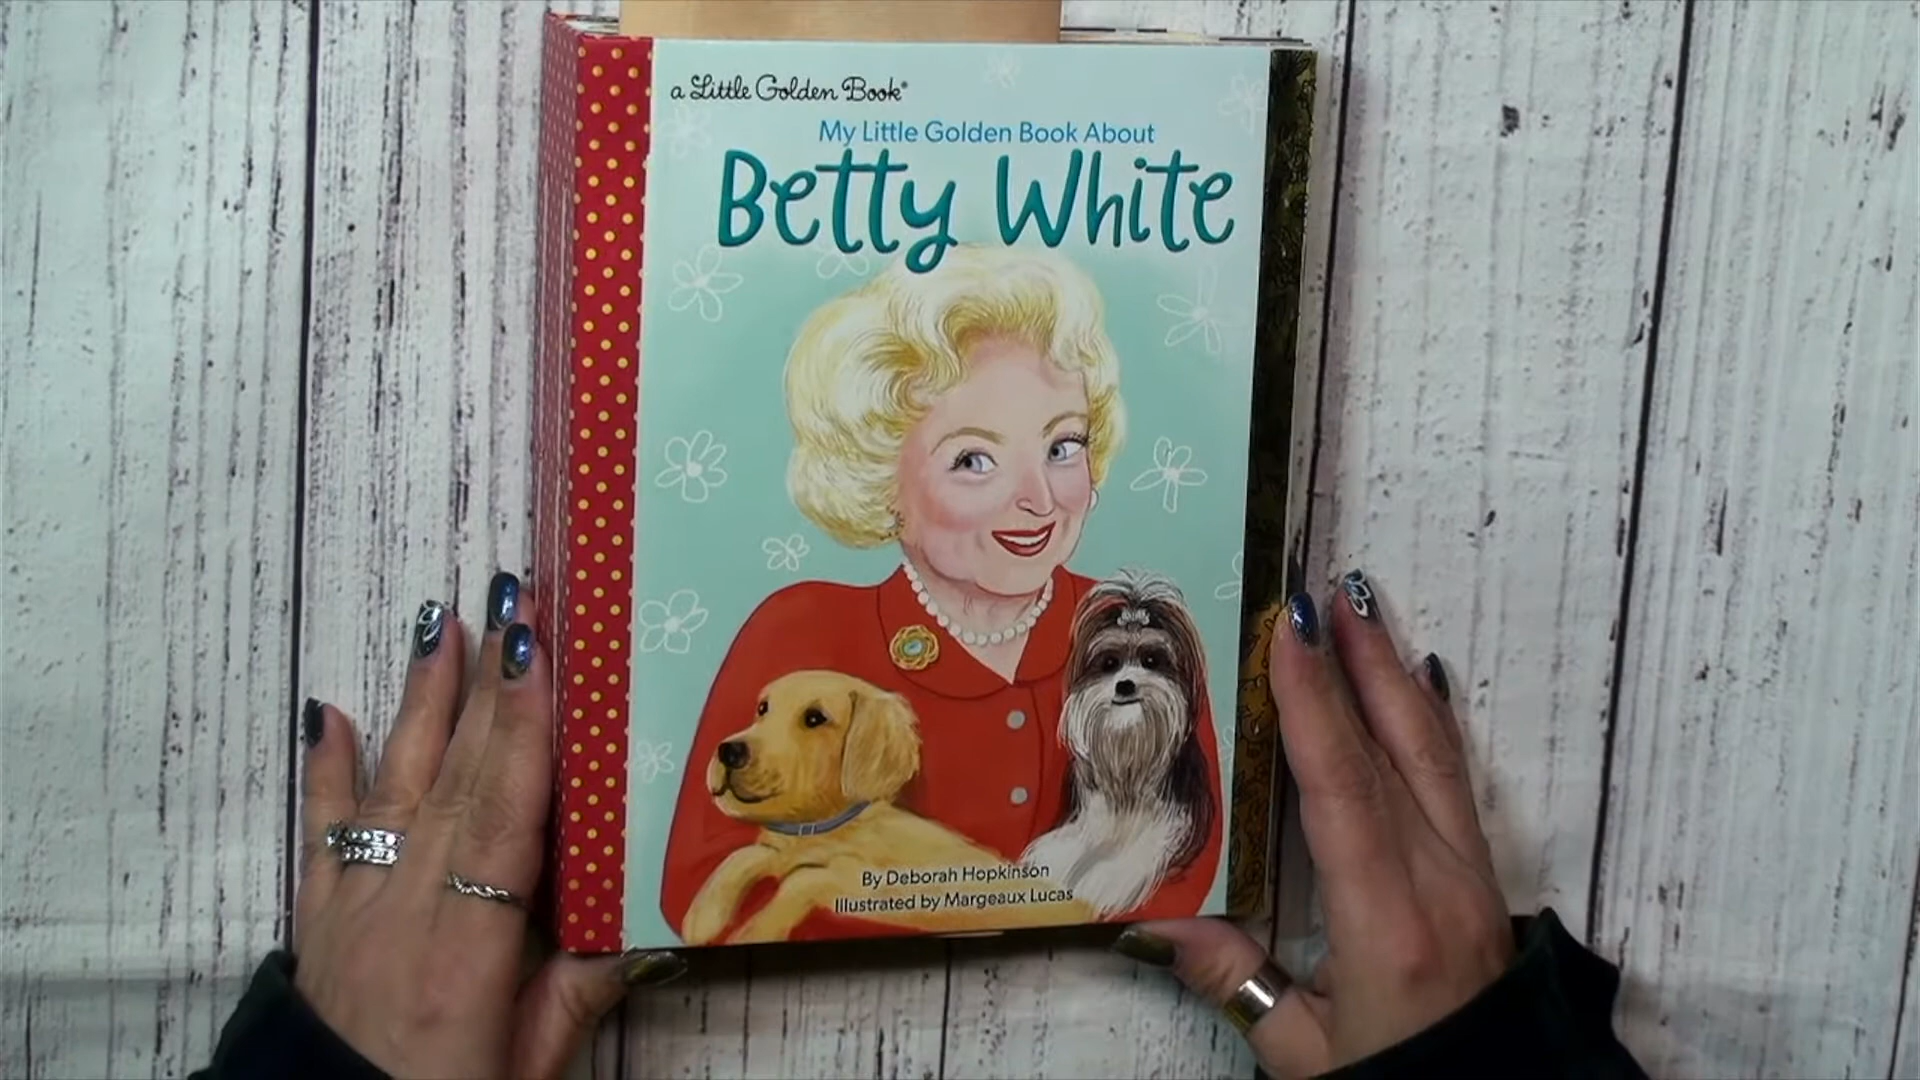 a Little Golden Book®
My Little Golden Book About
Betty White
By Deborah Hopkinson
Illustrated by Margeaux Lucas